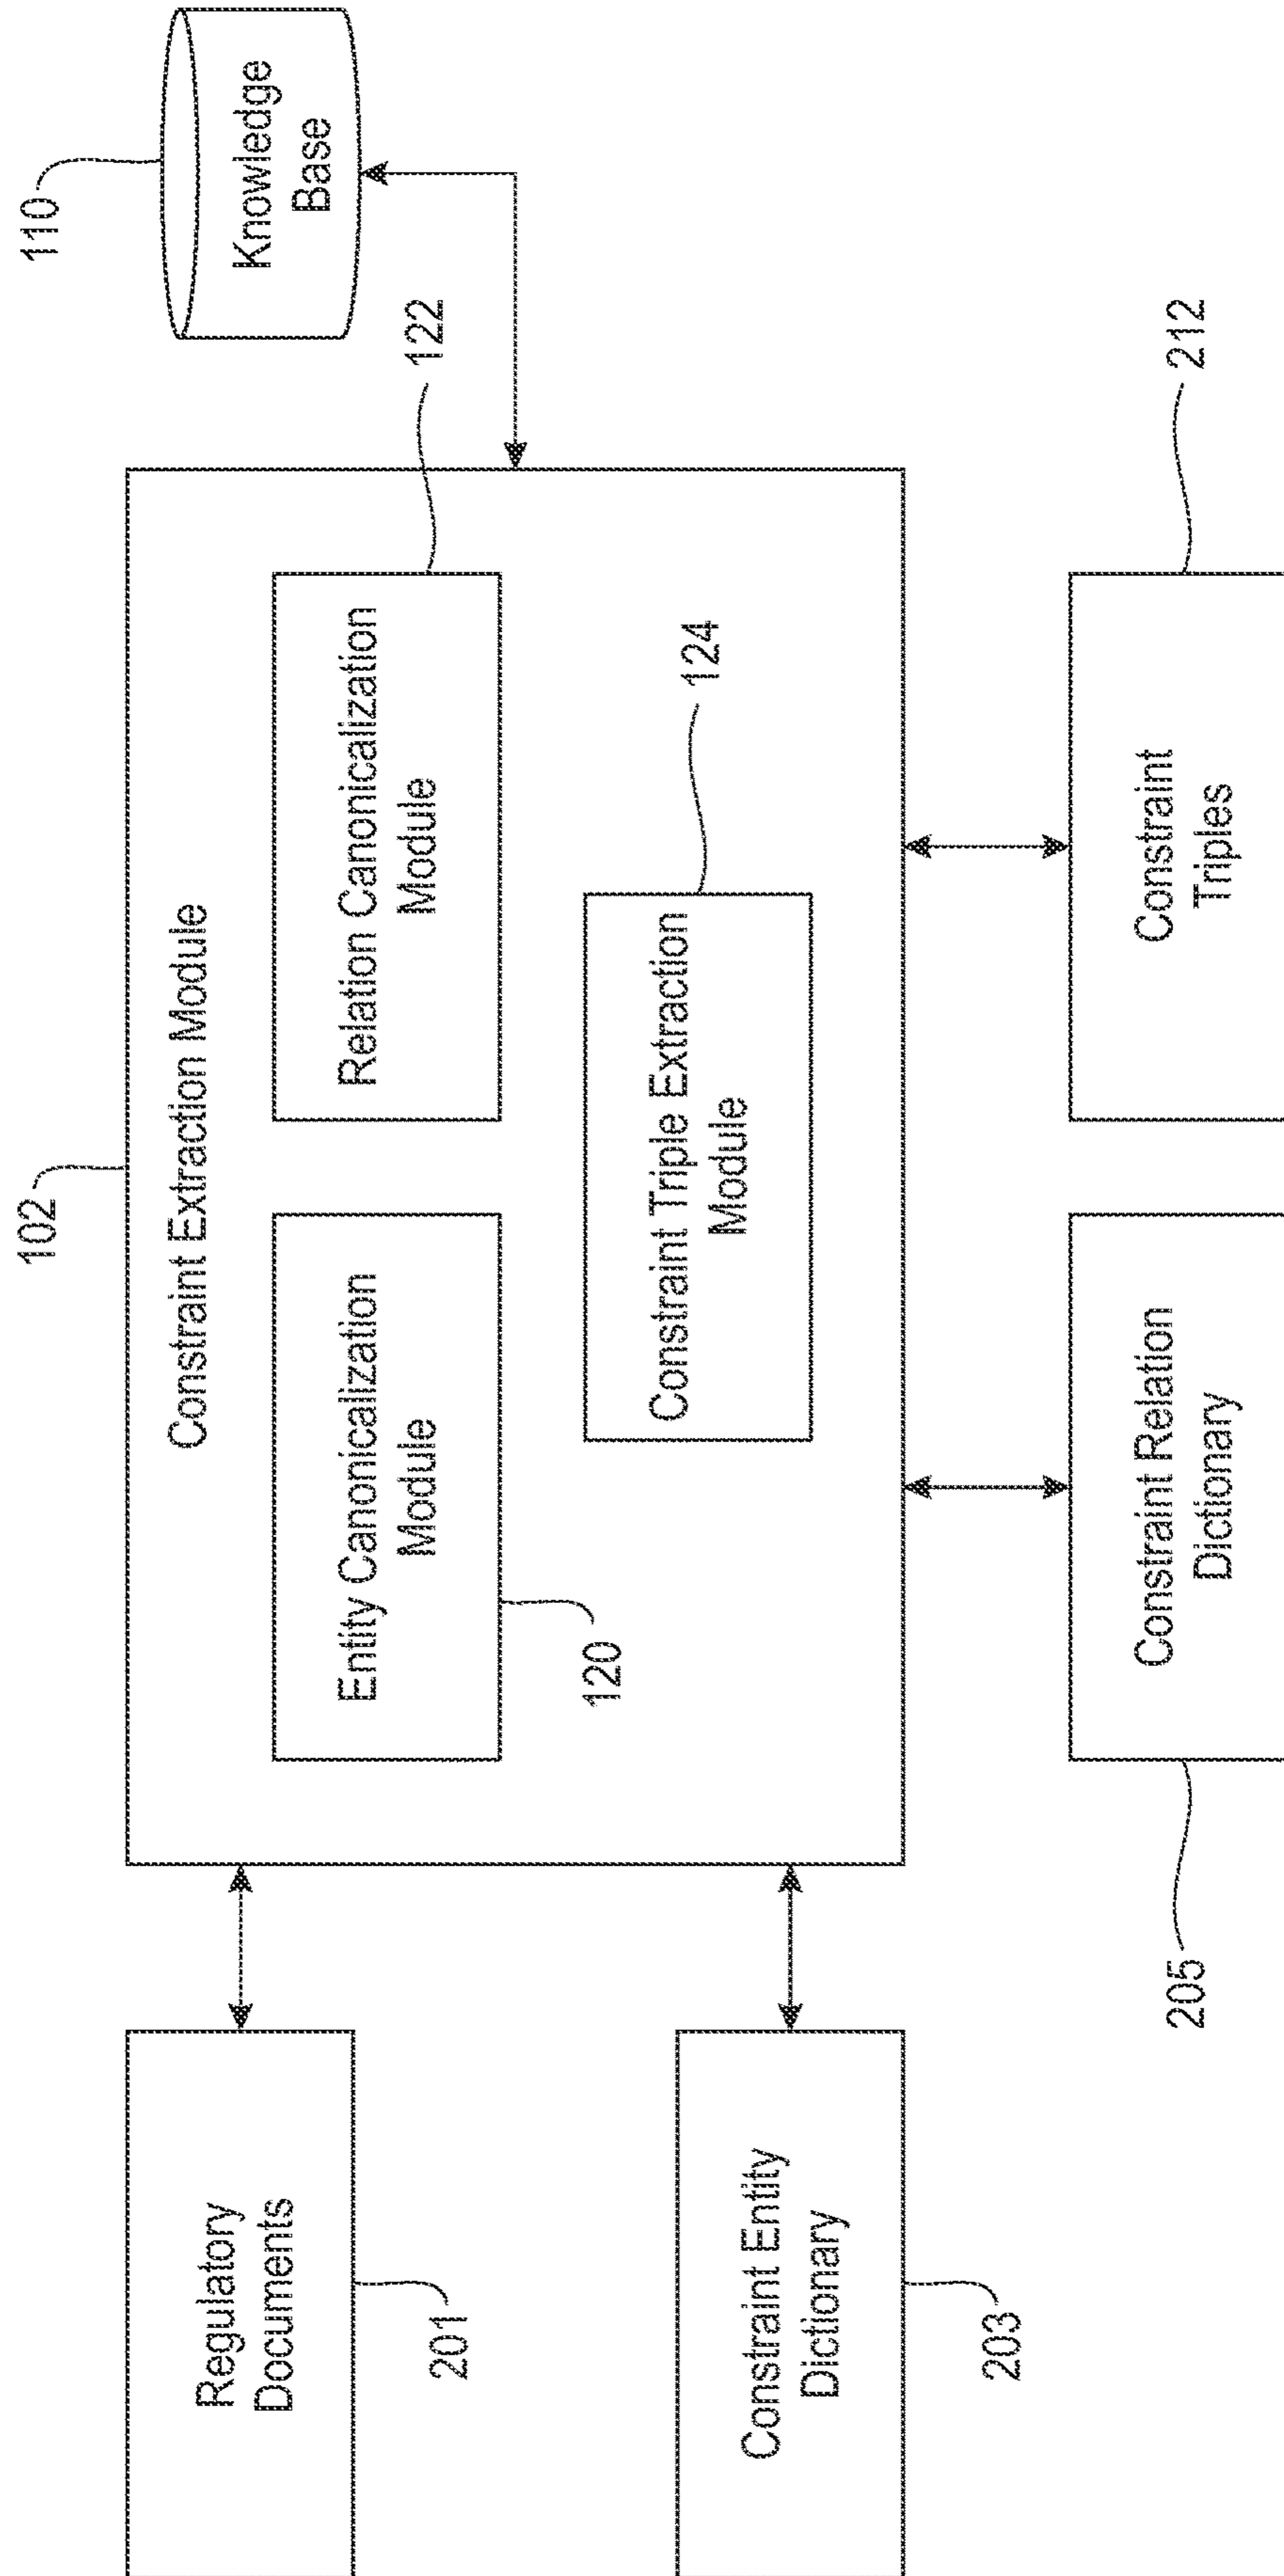 102
Constraint Extraction Module
110
Knowledge
Base
Regulatory
Documents
201
Entity Canonicalization
Module
120
Relation Canonicalization
Module
122
Constraint Triple Extraction
Module
124
Constraint Entity
Dictionary
203
Constraint Relation
Dictionary
205
Constraint
Triples
212